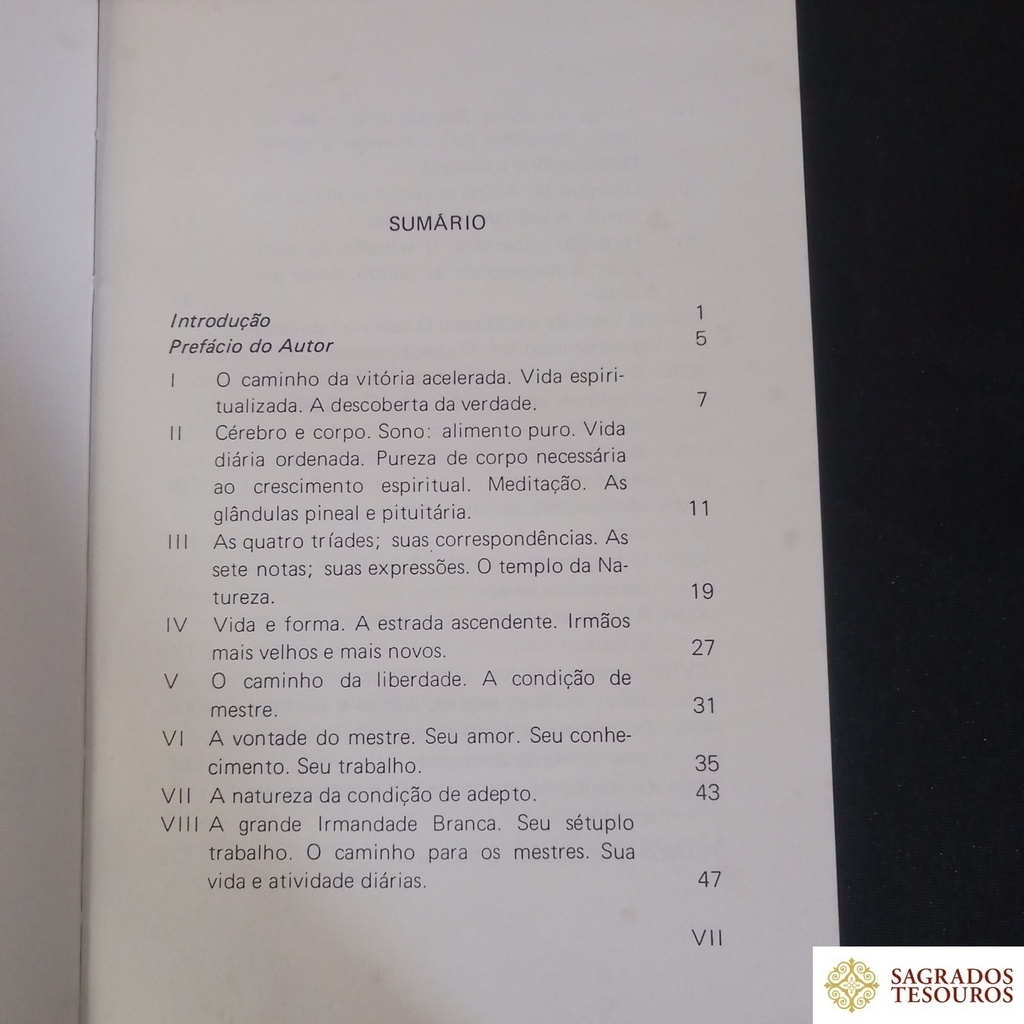 SUMÁRIO
Introdução 1
Prefácio do Autor 5
I O caminho da vitória acelerada. Vida espiri-
tualizada. A descoberta da verdade. 7
II Cérebro e corpo. Sono: alimento puro. Vida
diária ordenada. Pureza de corpo necessária
ao crescimento espiritual. Meditação. As
glândulas pineal e pituitária. 11
III As quatro tríades; suas correspondências. As
sete notas; suas expressões. O templo da Na-
tureza. 19
IV Vida e forma. A estrada ascendente. Irmãos
mais velhos e mais novos. 27
V O caminho da liberdade. A condição de
mestre. 31
VI A vontade do mestre. Seu amor. Seu conhe-
cimento. Seu trabalho. 35
VII A natureza da condição de adepto. 43
VIII A grande Irmandade Branca. Seu sétuplo
trabalho. O caminho para os mestres. Sua
vida e atividade diárias. 47
VII
SAGRADOS
TESOUROS